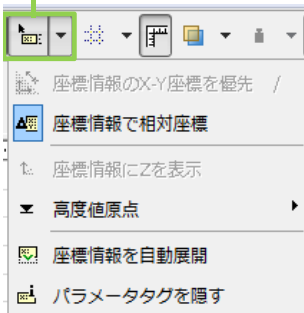 座標情報のX-Y座標を優先 /
座標情報で相対座標
座標情報にZを表示
高度値原点
座標情報を自動展開
パラメータタグを隠す